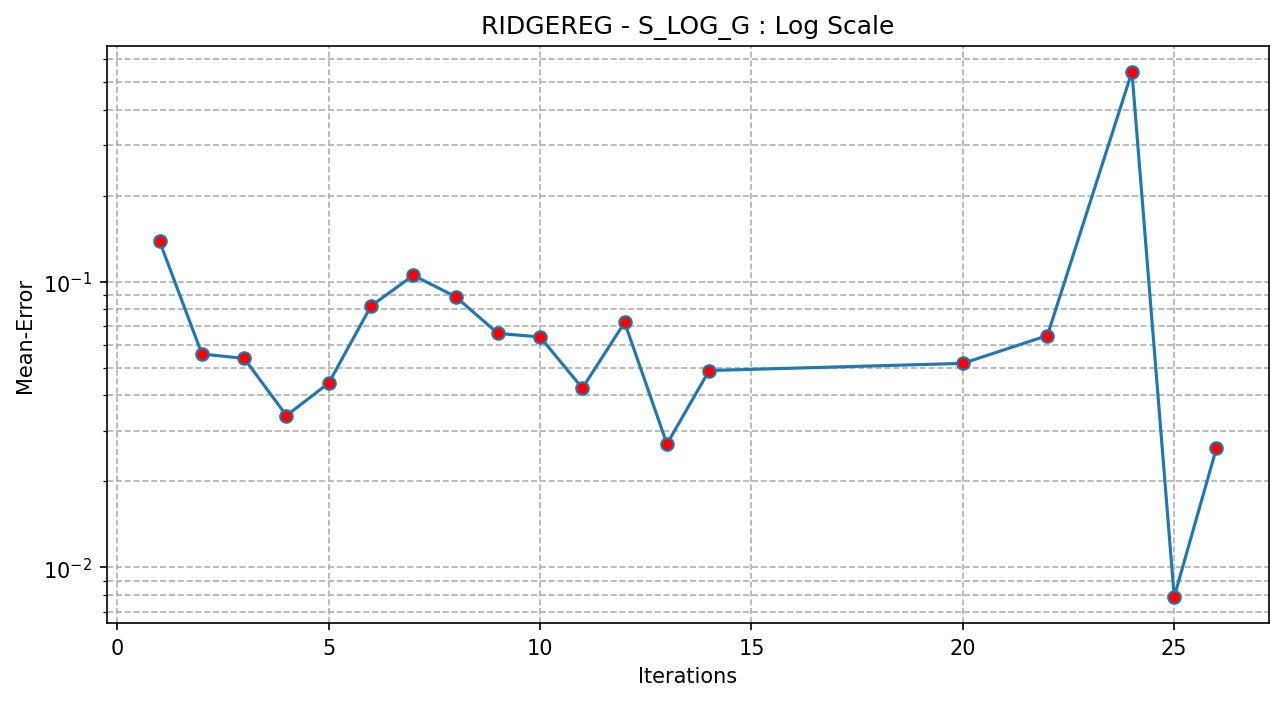 RIDGEREG - S_LOG_G : Log Scale
Mean-Error
10⁻¹
10⁻²
0 5 10 15 20 25
Iterations